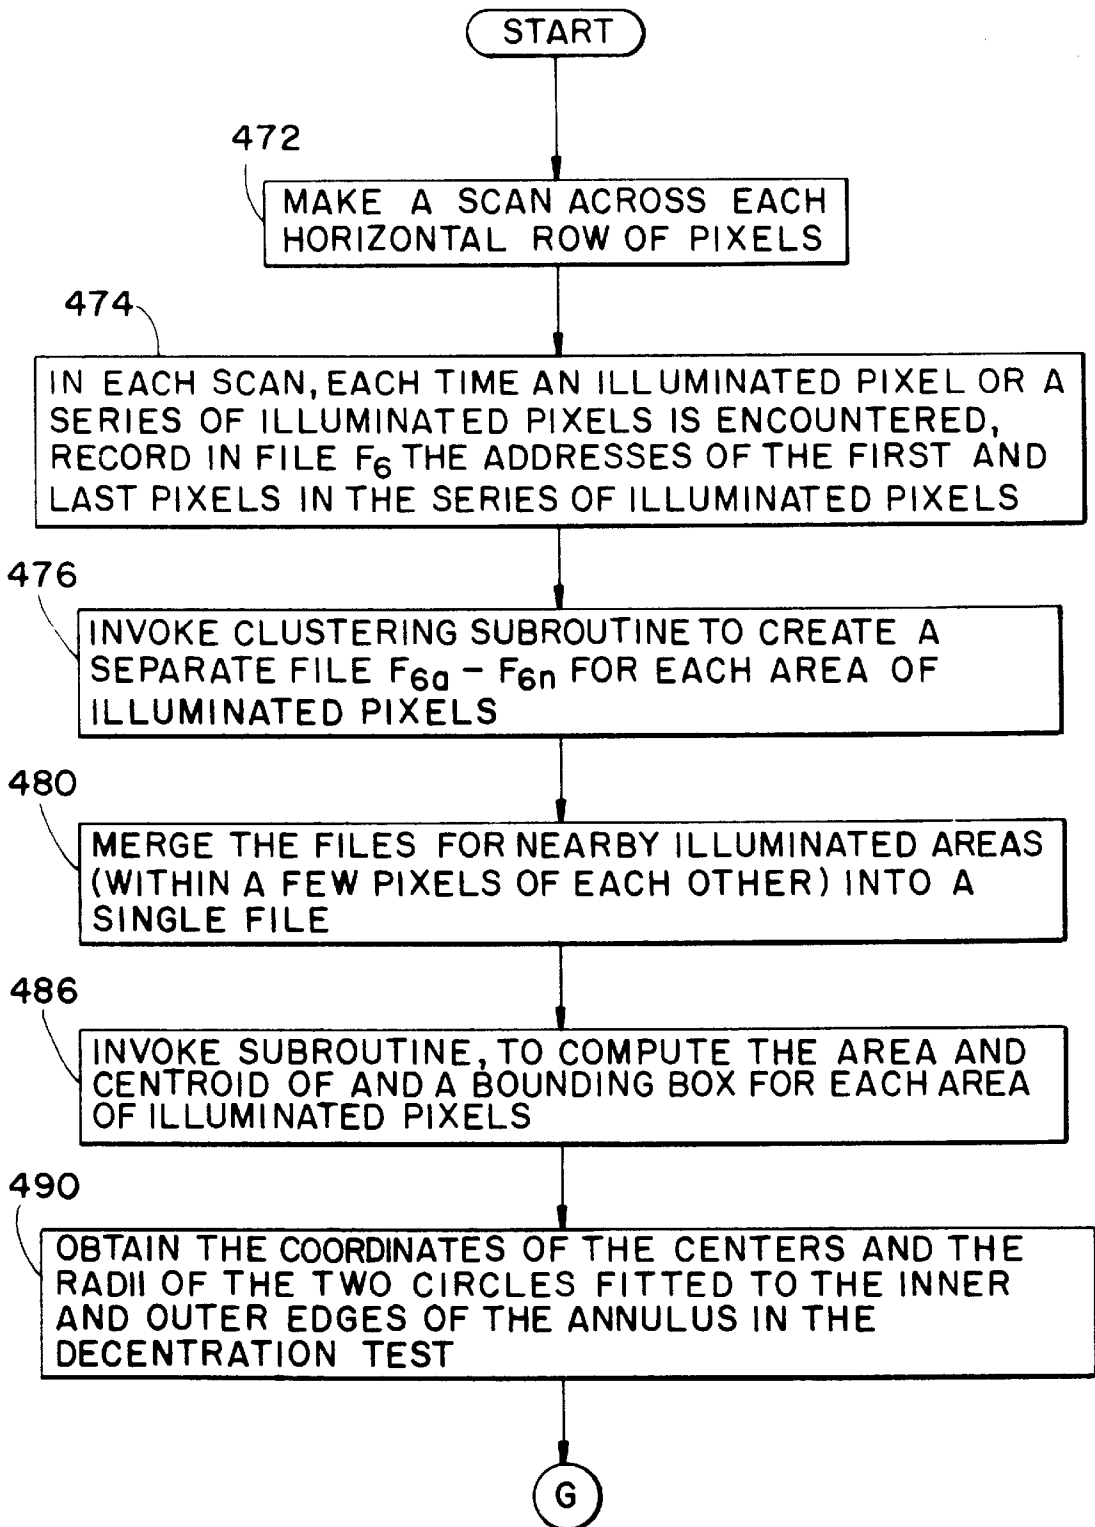 START
472
MAKE A SCAN ACROSS EACH
HORIZONTAL ROW OF PIXELS
474
IN EACH SCAN, EACH TIME AN ILLUMINATED PIXEL OR A
SERIES OF ILLUMINATED PIXELS IS ENCOUNTERED,
RECORD IN FILE F6 THE ADDRESSES OF THE FIRST AND
LAST PIXELS IN THE SERIES OF ILLUMINATED PIXELS
476
INVOKE CLUSTERING SUBROUTINE TO CREATE A
SEPARATE FILE F6a – F6n FOR EACH AREA OF
ILLUMINATED PIXELS
480
MERGE THE FILES FOR NEARBY ILLUMINATED AREAS
(WITHIN A FEW PIXELS OF EACH OTHER) INTO A
SINGLE FILE
486
INVOKE SUBROUTINE, TO COMPUTE THE AREA AND
CENTROID OF AND A BOUNDING BOX FOR EACH AREA
OF ILLUMINATED PIXELS
490
OBTAIN THE COORDINATES OF THE CENTERS AND THE
RADII OF THE TWO CIRCLES FITTED TO THE INNER
AND OUTER EDGES OF THE ANNULUS IN THE
DECENTRATION TEST
G